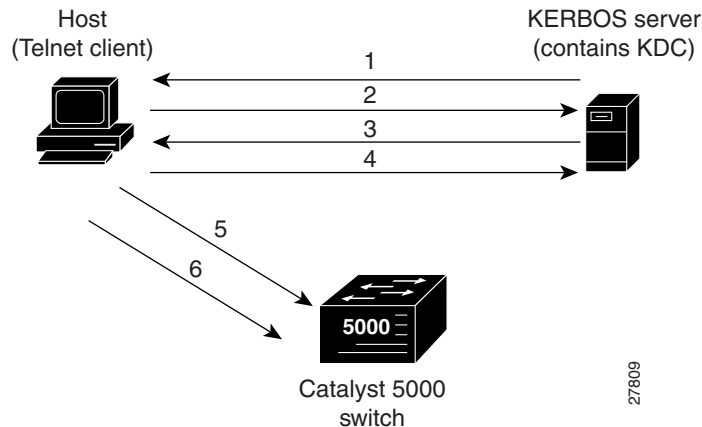 Host
(Telnet client)
KERBOS server
(contains KDC)
1
2
3
4
5
6
5000
Catalyst 5000
switch
27809